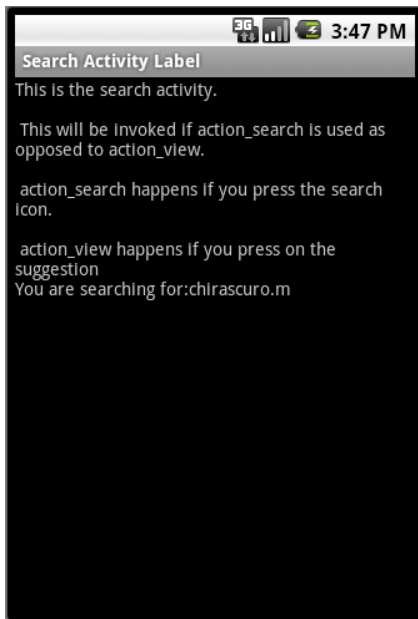 3G 3:47 PM
Search Activity Label
This is the search activity.
This will be invoked if action_search is used as
opposed to action_view.
action_search happens if you press the search
icon.
action_view happens if you press on the
suggestion
You are searching for:chirascuro.m